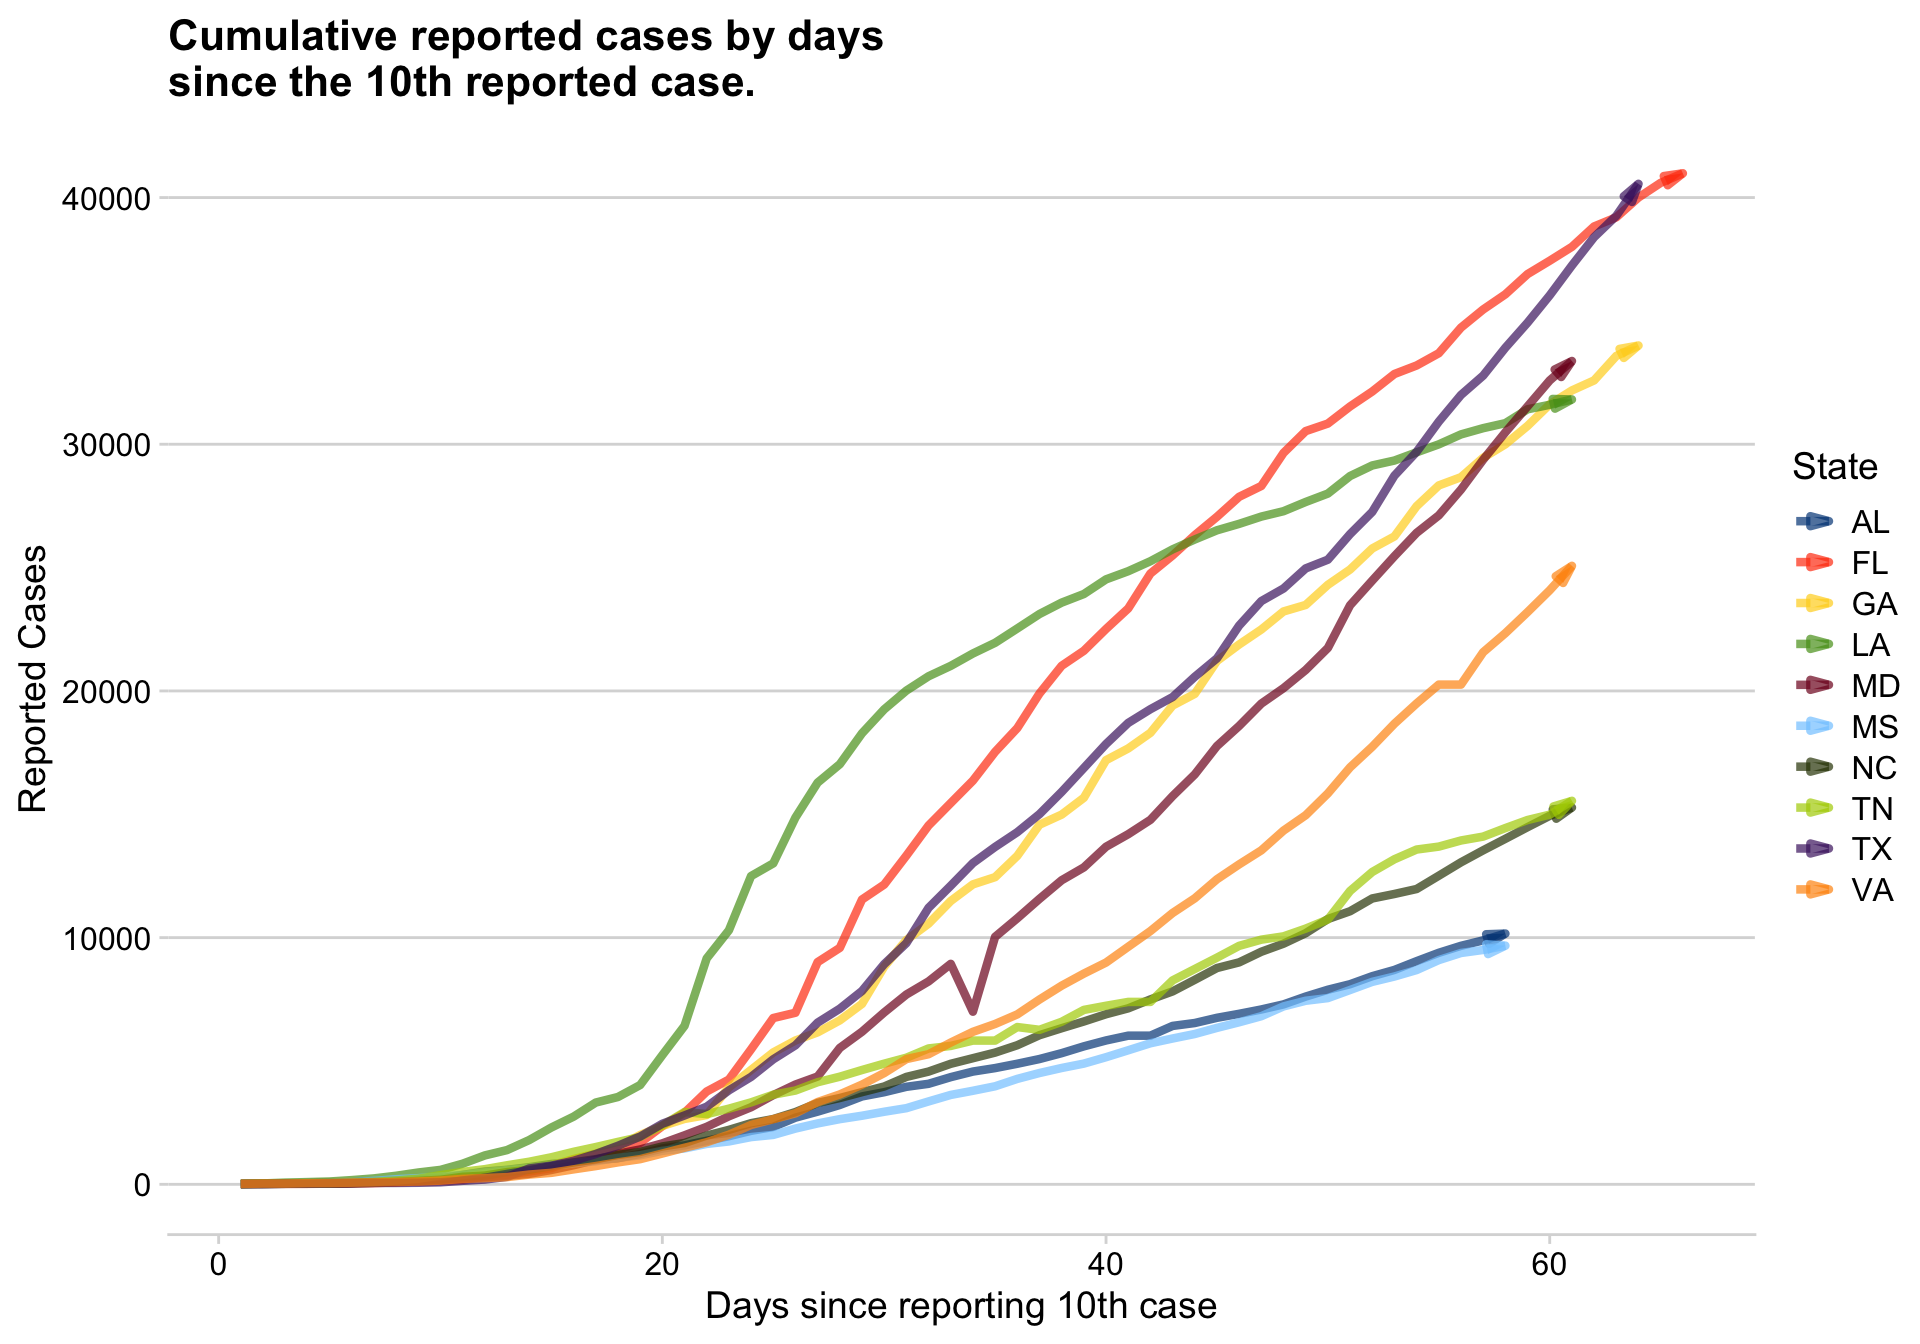 Cumulative reported cases by days
since the 10th reported case.
40000
30000
20000
10000
0
Reported Cases
0
20
40
60
Days since reporting 10th case
State
AL
FL
GA
LA
MD
MS
NC
TN
TX
VA